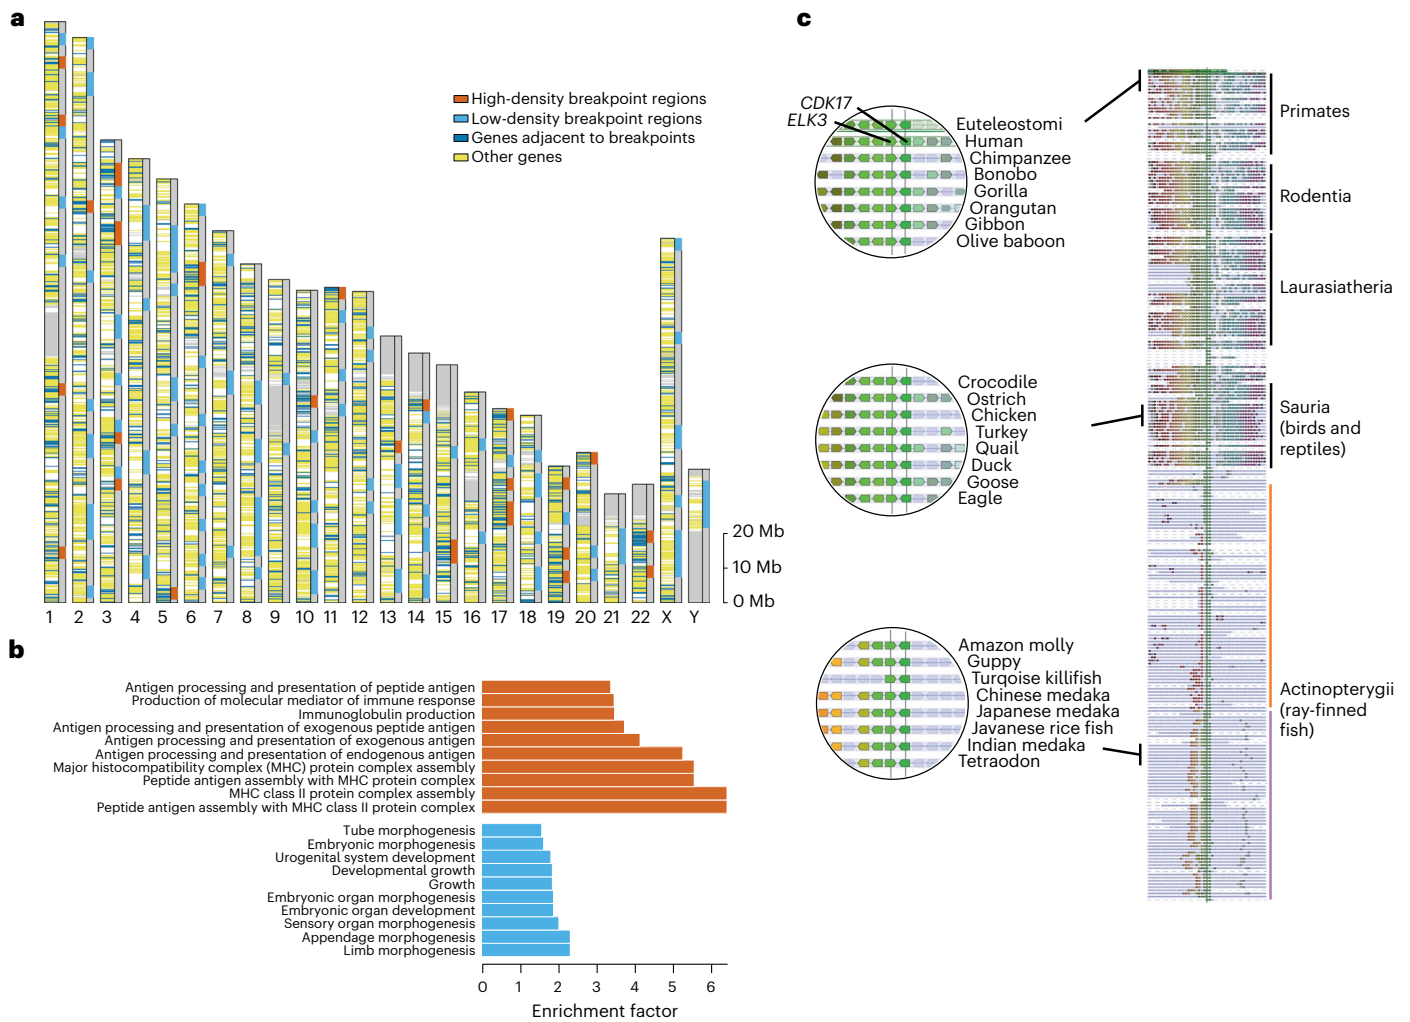 a
High-density breakpoint regions
Low-density breakpoint regions
Genes adjacent to breakpoints
Other genes
20 Mb
10 Mb
0 Mb
1 2 3 4 5 6 7 8 9 10 11 12 13 14 15 16 17 18 19 20 21 22 X Y
b
Antigen processing and presentation of peptide antigen
Production of molecular mediator of immune response
Immunoglobulin production
Antigen processing and presentation of exogenous peptide antigen
Antigen processing and presentation of exogenous antigen
Antigen processing and presentation of endogenous antigen
Major histocompatibility complex (MHC) protein complex assembly
Peptide antigen assembly with MHC protein complex
MHC class II protein complex assembly
Peptide antigen assembly with MHC class II protein complex
Tube morphogenesis
Embryonic morphogenesis
Urogenital system development
Developmental growth
Growth
Embryonic organ morphogenesis
Embryonic organ development
Sensory organ morphogenesis
Appendage morphogenesis
Limb morphogenesis
0 1 2 3 4 5 6
Enrichment factor
c
CDK17
ELK3
Euteleostomi
Human
Chimpanzee
Bonobo
Gorilla
Orangutan
Gibbon
Olive baboon
Crocodile
Ostrich
Chicken
Turkey
Quail
Duck
Goose
Eagle
Amazon molly
Guppy
Turqoise killifish
Chinese medaka
Japanese medaka
Javanese rice fish
Indian medaka
Tetraodon
Primates
Rodentia
Laurasiatheria
Sauria
(birds and
reptiles)
Actinopterygii
(ray-finned
fish)